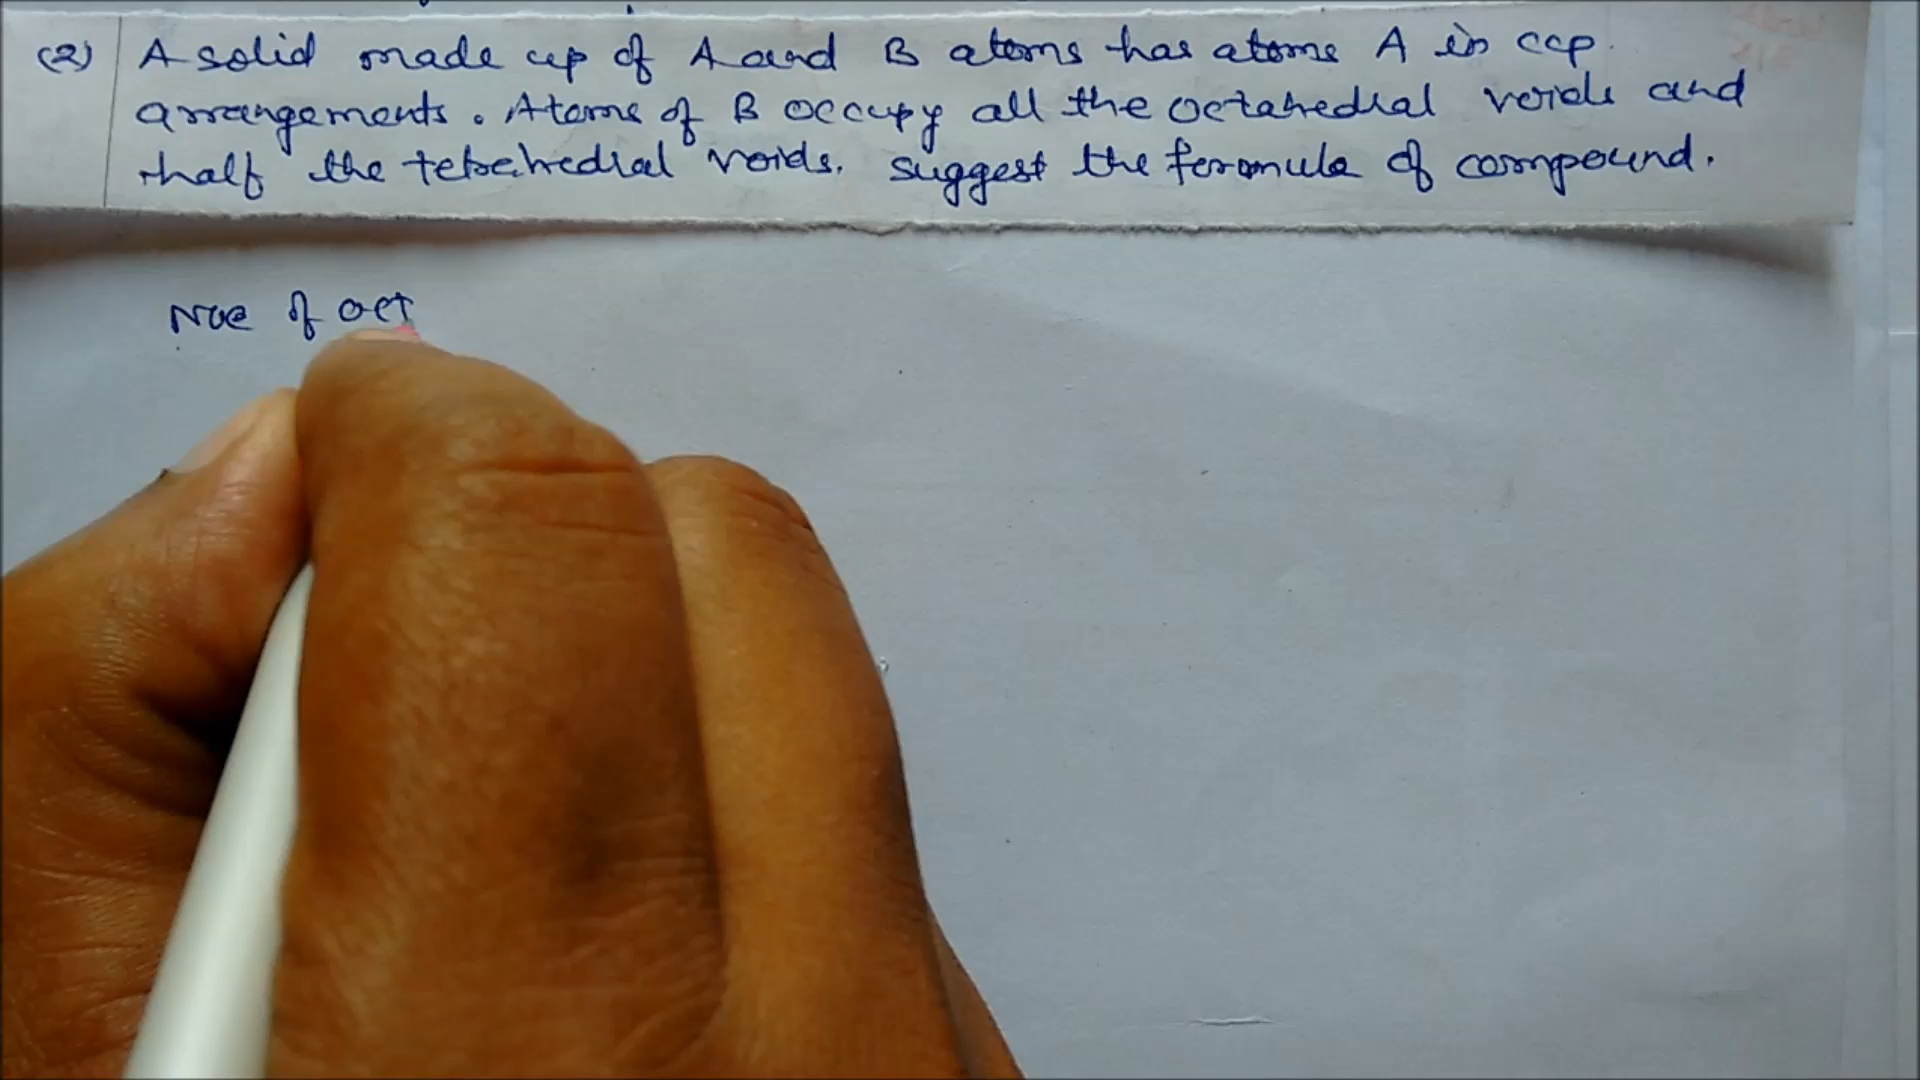 (2) A solid made up of A and B atoms has atoms A in ccp.
arrangements. Atoms of B occupy all the octahedral voids and
half the tetrahedral voids. suggest the formula of compound.
Noe of oct